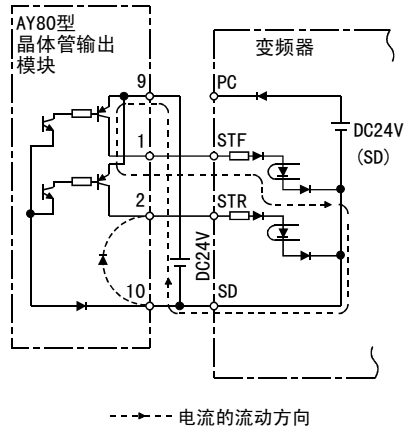 AY80型
晶体管输出
模块
变频器
9
PC
DC24V
(SD)
1
STF
2
STR
DC24V
10
SD
电流的流动方向